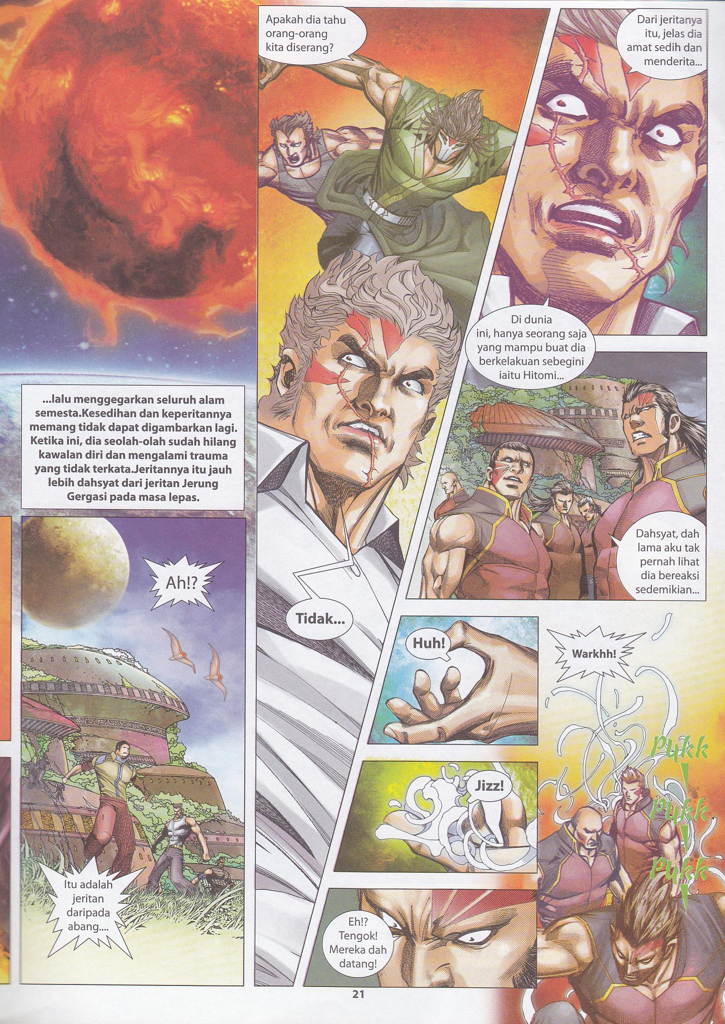 Apakah dia tahu
orang-orang
kita diserang?
Dari jeritanya
itu, jelas dia
amat sedih dan
menderita...
Di dunia
ini, hanya seorang saja
yang mampu buat dia
berkelakuan sebegini
iaitu Hitomi.
...lalu menggegarkan seluruh alam
semesta.Kesedihan dan keperitannya
memang tidak dapat digambarkan lagi.
Ketika ini, dia seolah-olah sudah hilang
kawalan diri dan mengalami trauma
yang tidak terkata.Jeritannya itu jauh
lebih dahsyat dari jeritan Jerung
Gergasi pada masa lepas.
Ah!?
Itu adalah
jeritan
daripada
abang....
Tidak...
Dahsyat, dah
lama aku tak
pernah lihat
dia bereaksi
sedemikian...
Huh!
Jizz!
Eh!?
Tengok!
Mereka dah
datang!
Warkhh!
Pukk
Pukk
Pukk
21